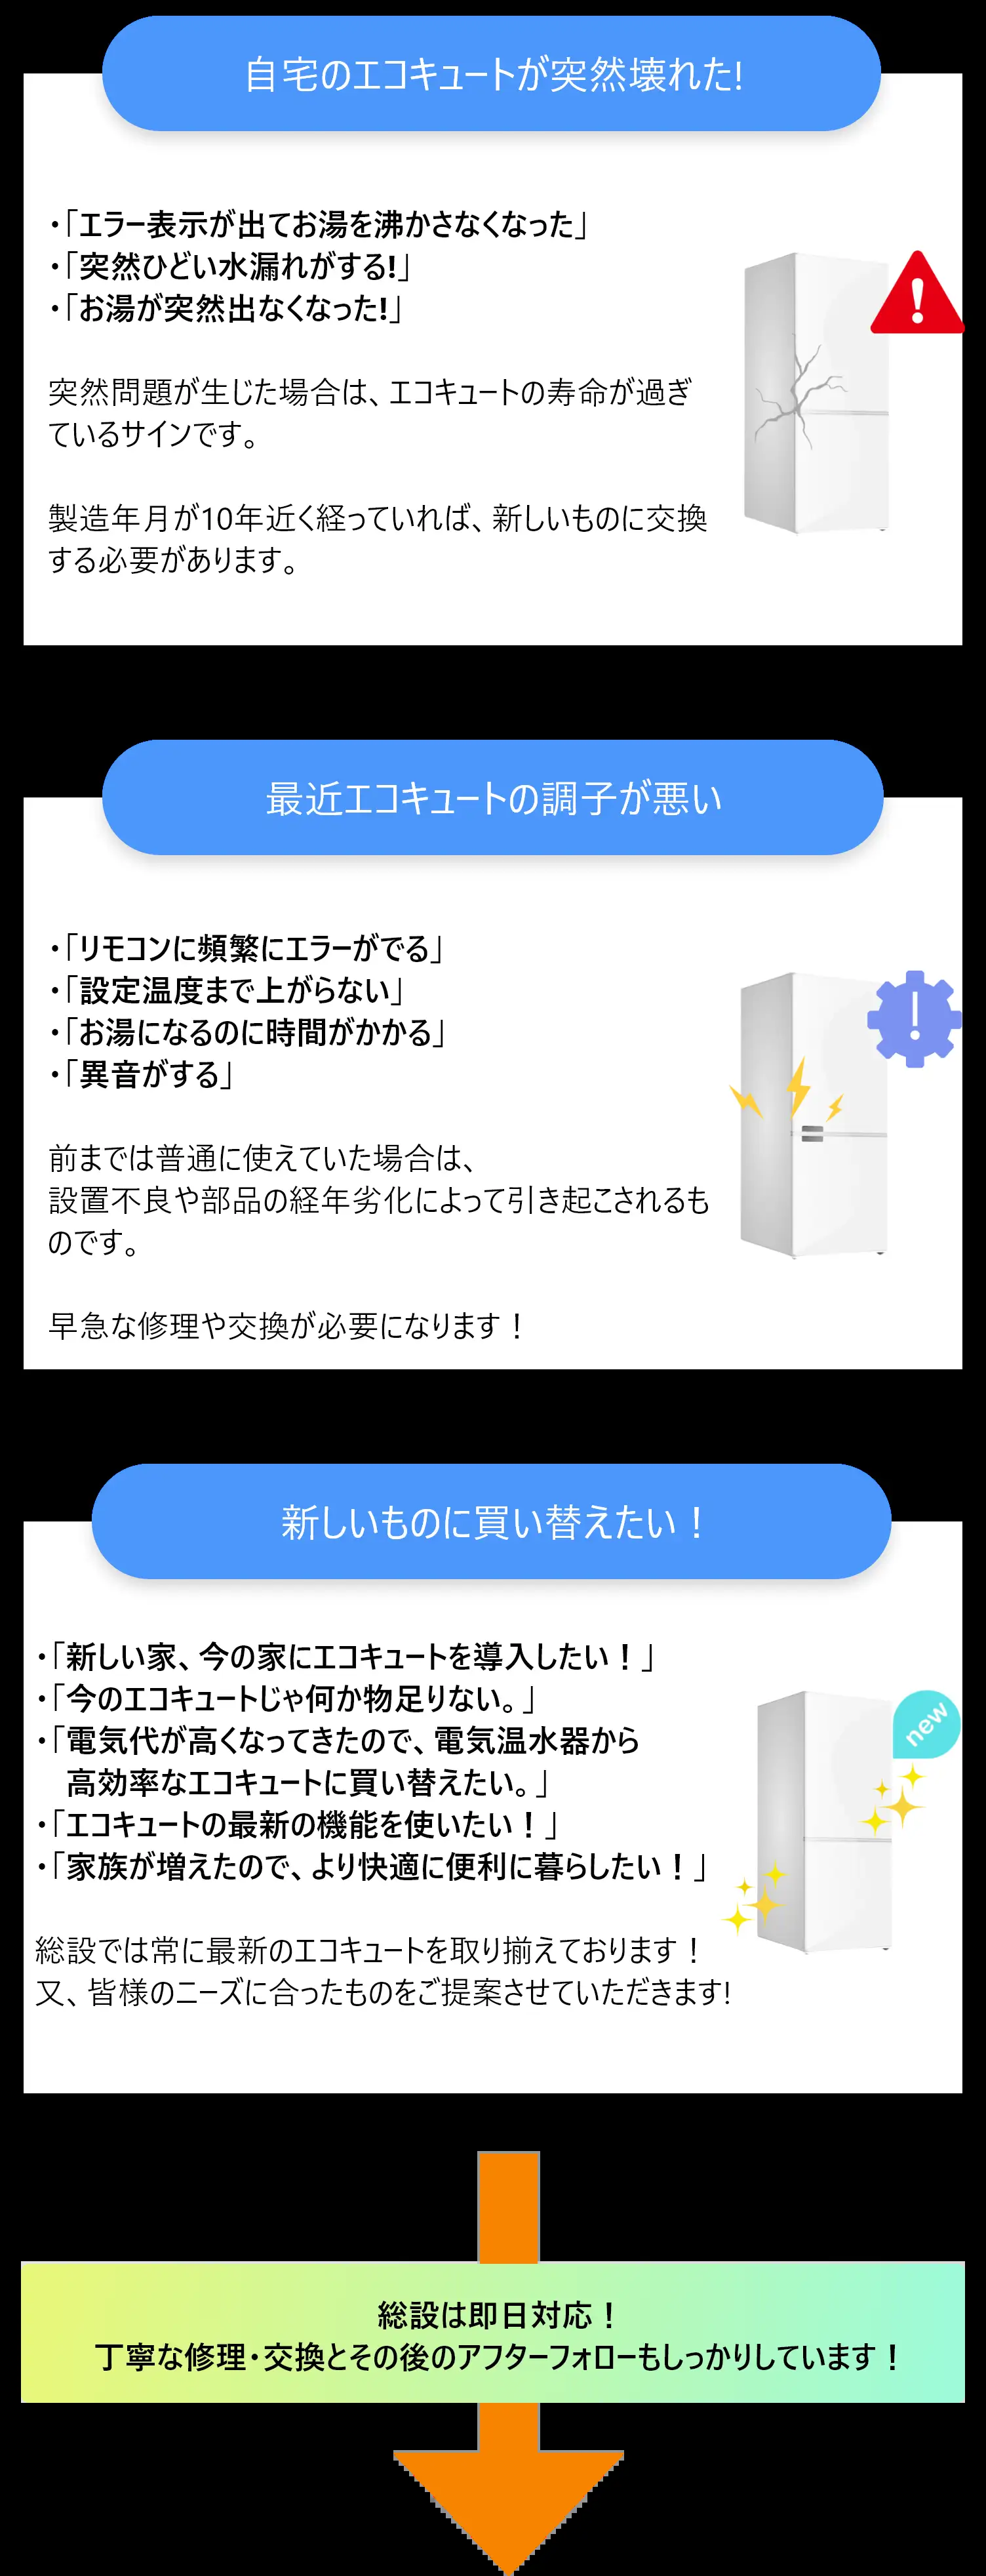 自宅のエコキュートが突然壊れた!
・「エラー表示が出てお湯を沸かさなくなった」
・「突然ひどい水漏れがする!」
・「お湯が突然出なくなった!」
突然問題が生じた場合は、エコキュートの寿命が過ぎ
ているサインです。
製造年月が10年近く経っていれば、新しいものに交換
する必要があります。
最近エコキュートの調子が悪い
・「リモコンに頻繁にエラーがでる」
・「設定温度まで上がらない」
・「お湯になるのに時間がかかる」
・「異音がする」
前までは普通に使えていた場合は、
設置不良や部品の経年劣化によって引き起こされるも
のです。
早急な修理や交換が必要になります！
新しいものに買い替えたい！
・「新しい家、今の家にエコキュートを導入したい！」
・「今のエコキュートじゃ何か物足りない。」
・「電気代が高くなってきたので、電気温水器から
高効率なエコキュートに買い替えたい。」
・「エコキュートの最新の機能を使いたい！」
・「家族が増えたので、より快適に便利に暮らしたい！」
new
総設では常に最新のエコキュートを取り揃えております！
又、皆様のニーズに合ったものをご提案させていただきます!
総設は即日対応！
丁寧な修理・交換とその後のアフターフォローもしっかりしています！